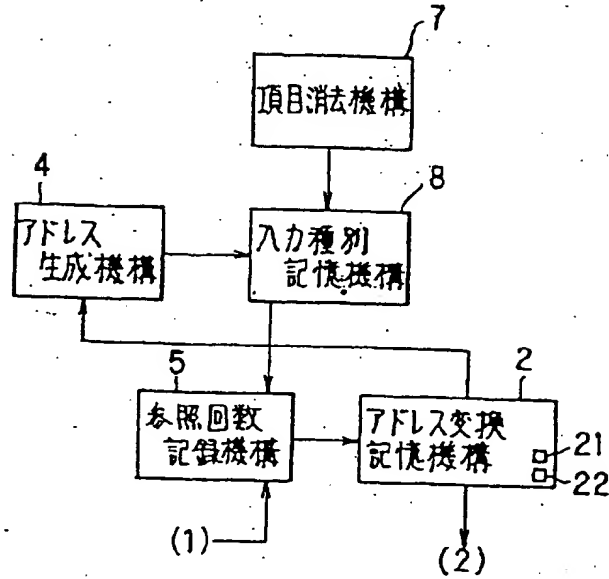 7
項目消去機構
4
8
アドレス
生成機構
入力種別
記憶機構
5
2
参照回数
記録機構
アドレス変換
記憶機構
21
22
(1)
(2)